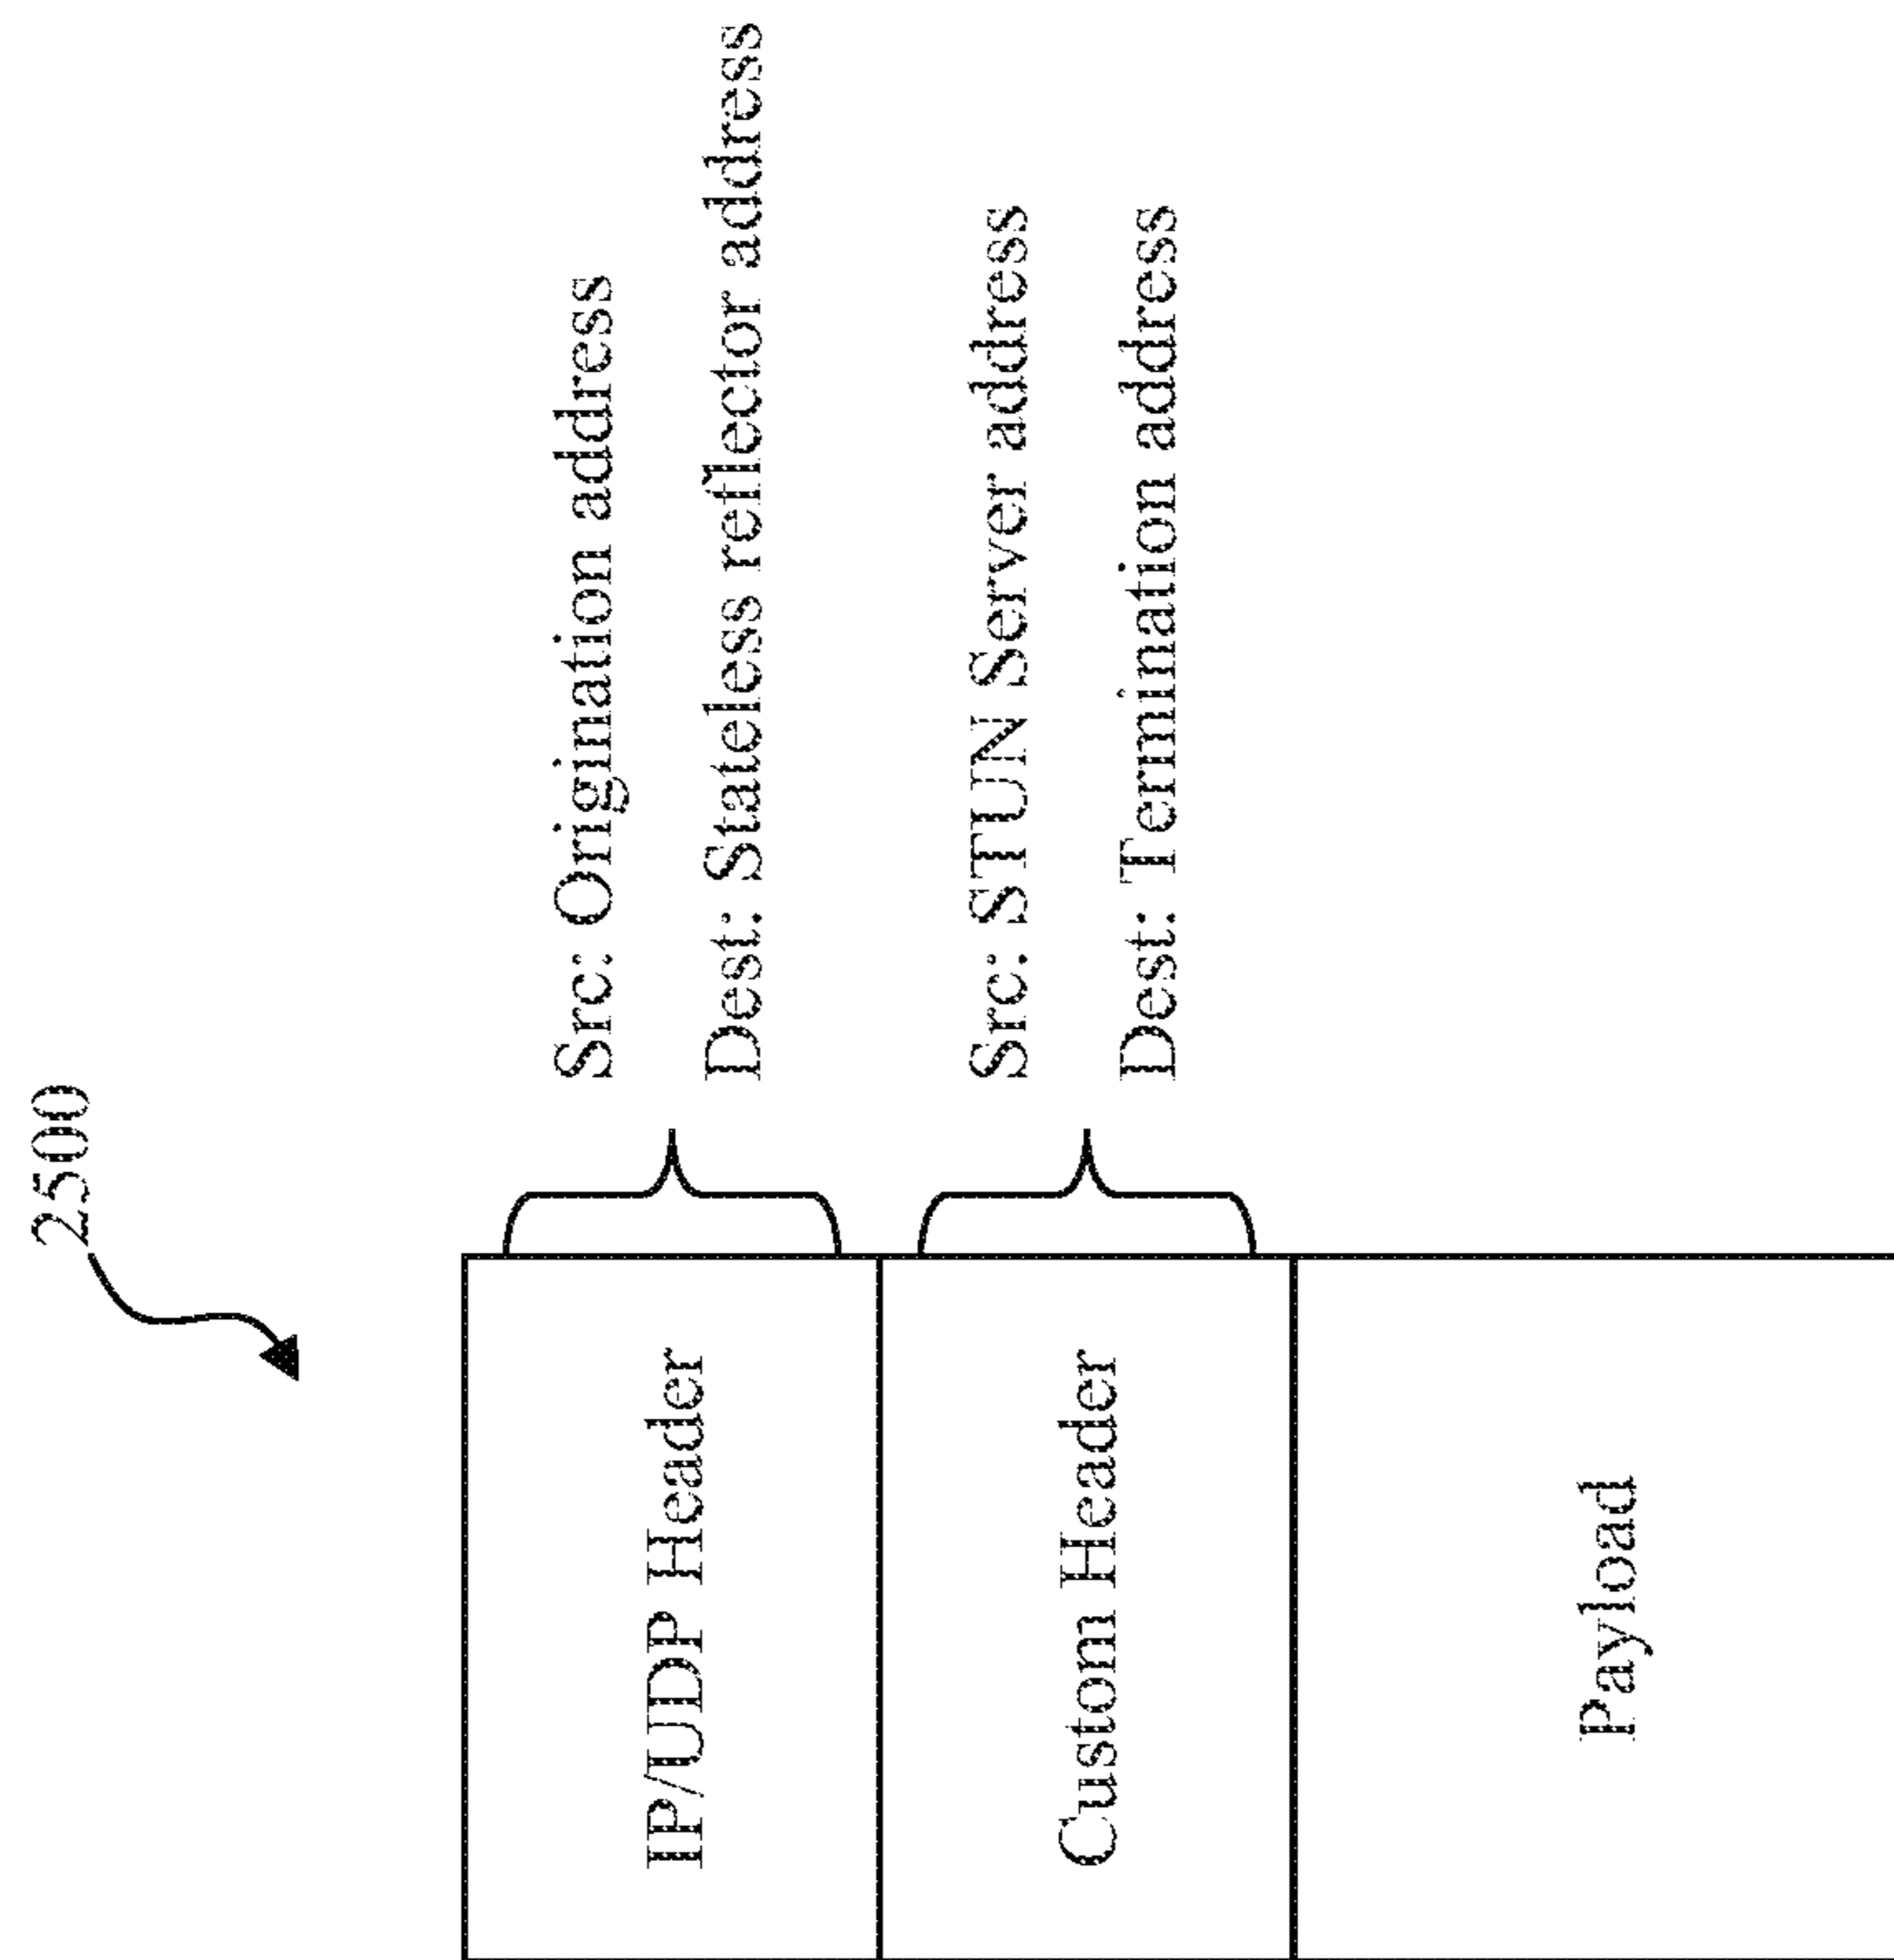 2500
IP/UDP Header
Src: Origination address
Dest: Stateless reflector address
Custom Header
Src: STUN Server address
Dest: Termination address
Payload